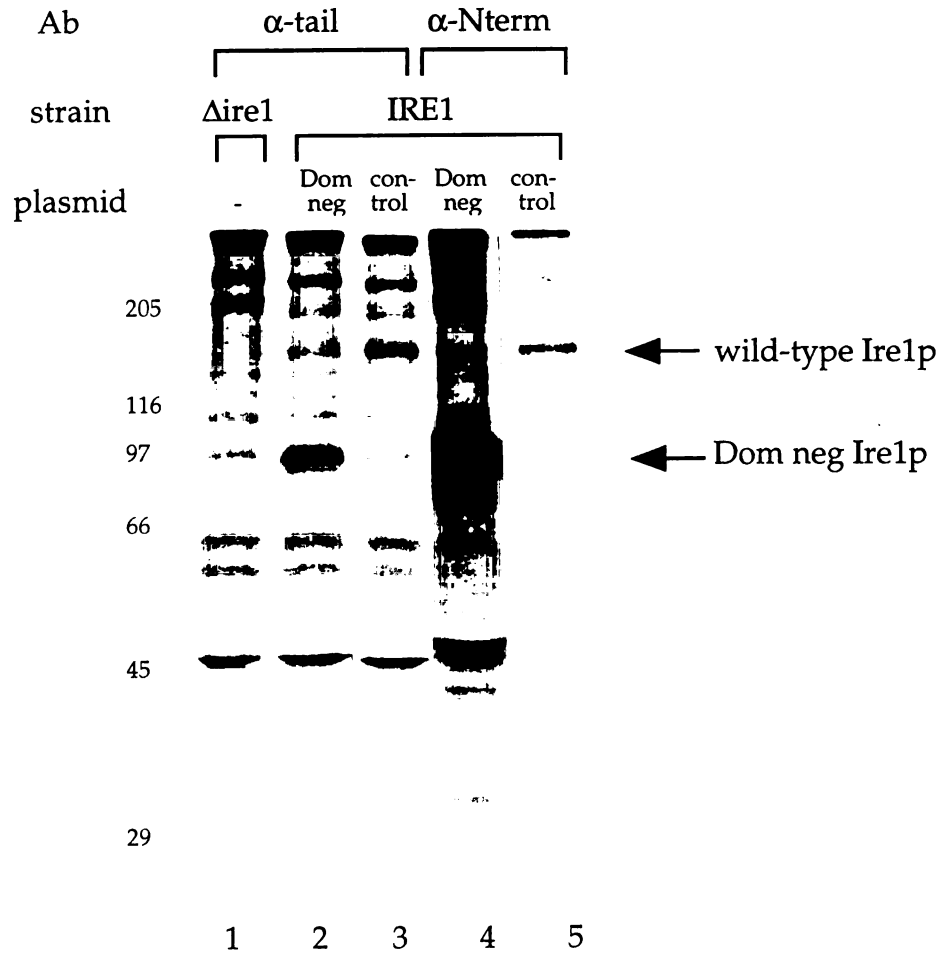 Ab α-tail α-Nterm
strain Δire1 IRE1
Dom con- Dom con-
plasmid - neg trol neg trol
205
wild-type Ire1p
116
97 Dom neg Ire1p
66
45
29
1 2 3 4 5